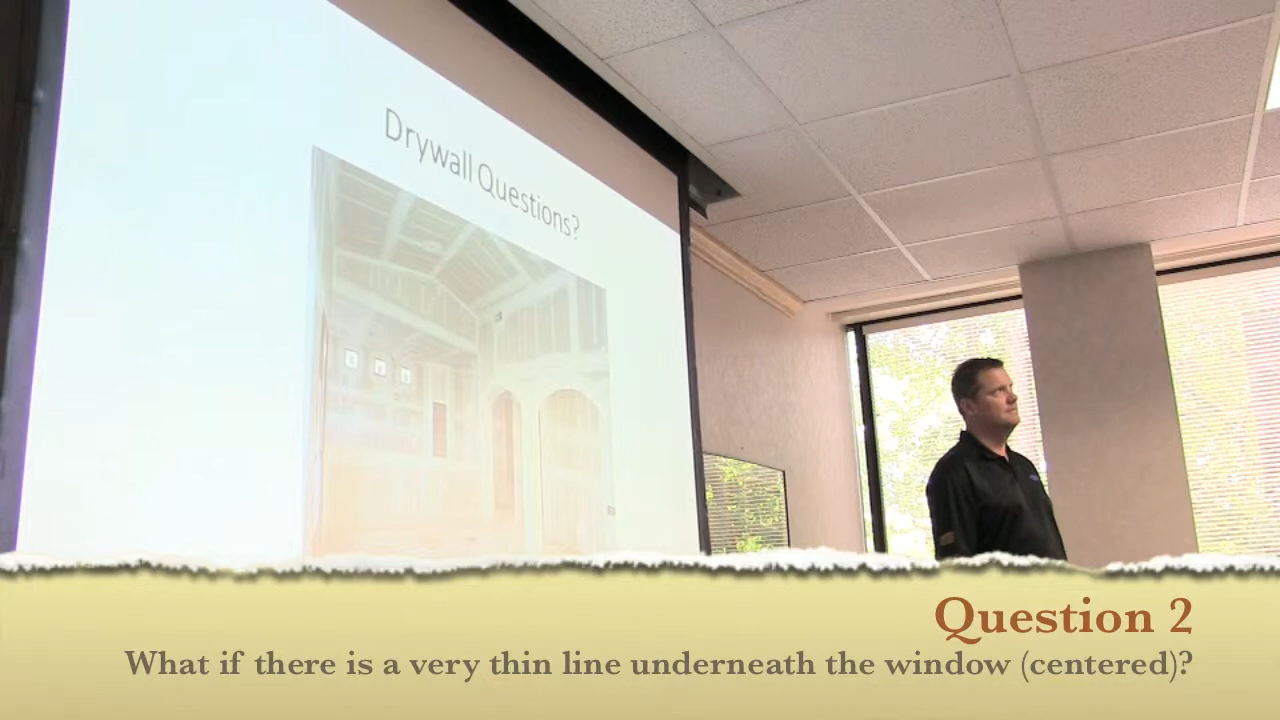 Drywall Questions?
Question 2
What if there is a very thin line underneath the window (centered)?